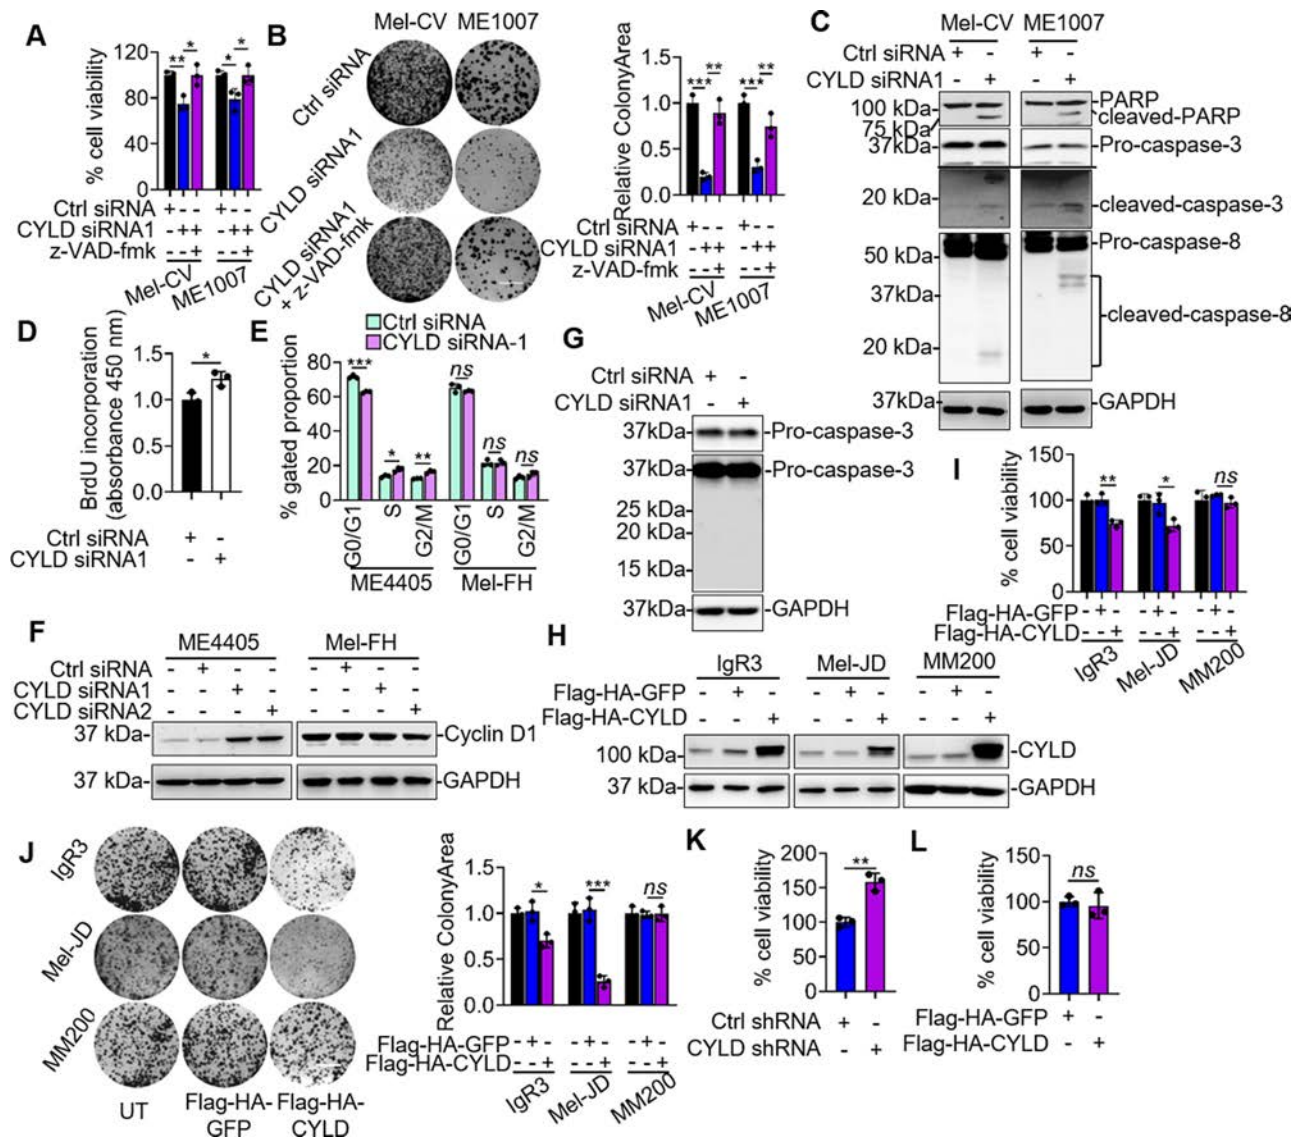 A
% cell viability
120
80
40
0
** * * *
Ctrl siRNA + - - + - -
CYLD siRNA1 - + + - + +
z-VAD-fmk - - + - - +
Mel-CV
ME1007
B
Mel-CV ME1007
Ctrl siRNA
CYLD siRNA1
CYLD siRNA1
+ z-VAD-fmk
Relative ColonyArea
1.5
1.0
0.5
0.0
*** ** *** **
Ctrl siRNA + - - + - -
CYLD siRNA1 - + + - + +
z-VAD-fmk - - + - - +
Mel-CV
ME1007
C
Mel-CV ME1007
Ctrl siRNA + - + -
CYLD siRNA1 - + - +
100 kDa PARP
75 kDa cleaved-PARP
37kDa Pro-caspase-3
20 kDa cleaved-caspase-3
50 kDa Pro-caspase-8
37kDa
cleaved-caspase-8
20 kDa
37kDa GAPDH
D
BrdU incorporation
(absorbance 450 nm)
1.5
1.0
0.5
0.0
*
Ctrl siRNA + -
CYLD siRNA1 - +
E
Ctrl siRNA
CYLD siRNA-1
% gated proportion
80
60
40
20
0
*** * ** ns ns ns
G0/G1 S G2/M G0/G1 S G2/M
ME4405 Mel-FH
F
ME4405 Mel-FH
Ctrl siRNA - + - - - + - -
CYLD siRNA1 - - + - - - + -
CYLD siRNA2 - - - + - - - +
37 kDa- -Cyclin D1
37 kDa- -GAPDH
G
Ctrl siRNA + -
CYLD siRNA1 - +
37kDa- -Pro-caspase-3
37kDa- -Pro-caspase-3
25 kDa-
20 kDa-
15 kDa-
37kDa- -GAPDH
H
IgR3 Mel-JD MM200
Flag-HA-GFP - + - - + - - + -
Flag-HA-CYLD - - + - - + - - +
100 kDa- -CYLD
37 kDa- -GAPDH
I
% cell viability
150
100
50
0
** * ns
Flag-HA-GFP - + - - + - - + -
Flag-HA-CYLD - - + - - + - - +
IgR3
Mel-JD
MM200
J
IgR3
Mel-JD
MM200
UT
Flag-HA-
GFP
Flag-HA-
CYLD
Relative ColonyArea
1.5
1.0
0.5
0.0
* *** ns
Flag-HA-GFP - + - - + - - + -
Flag-HA-CYLD - - + - - + - - +
IgR3
Mel-JD
MM200
K
% cell viability
200
150
100
50
0
**
Ctrl shRNA + -
CYLD shRNA - +
L
% cell viability
150
100
50
0
ns
Flag-HA-GFP + -
Flag-HA-CYLD - +